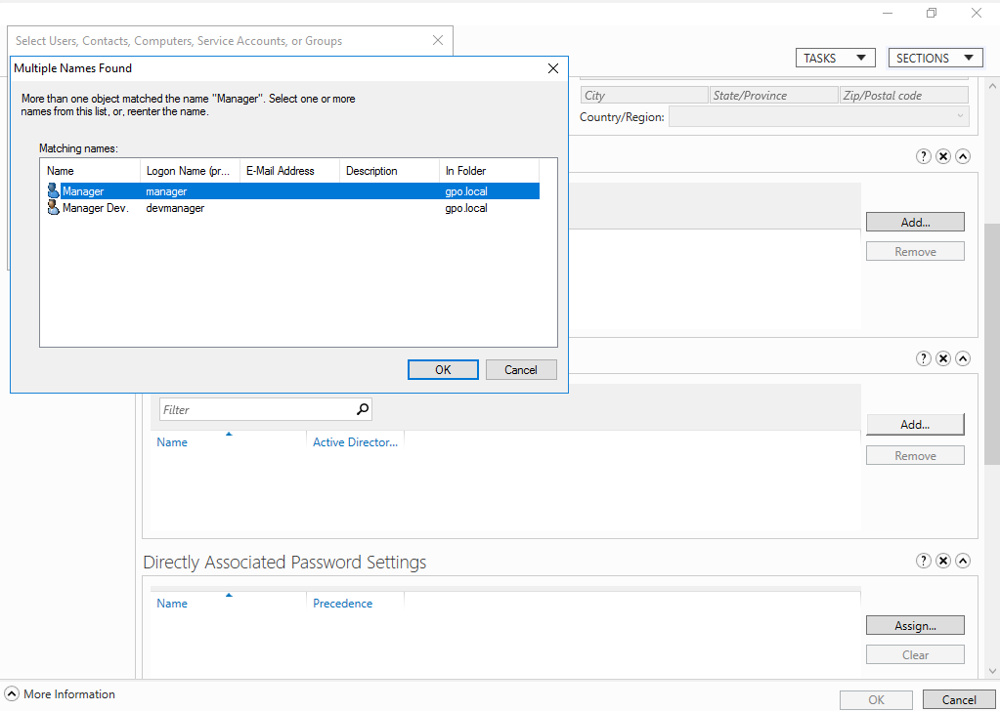 Select Users, Contacts, Computers, Service Accounts, or Groups
Multiple Names Found
More than one object matched the name "Manager". Select one or more
names from this list, or, reenter the name.
Matching names:
Name Logon Name (pr... E-Mail Address Description In Folder
Manager manager gpo.local
Manager Dev. devmanager gpo.local
OK Cancel
TASKS SECTIONS
City State/Province Zip/Postal code
Country/Region:
?
Add...
Remove
?
Filter
Name Active Director...
Add...
Remove
Directly Associated Password Settings
?
Name Precedence
Assign...
Clear
More Information
OK Cancel